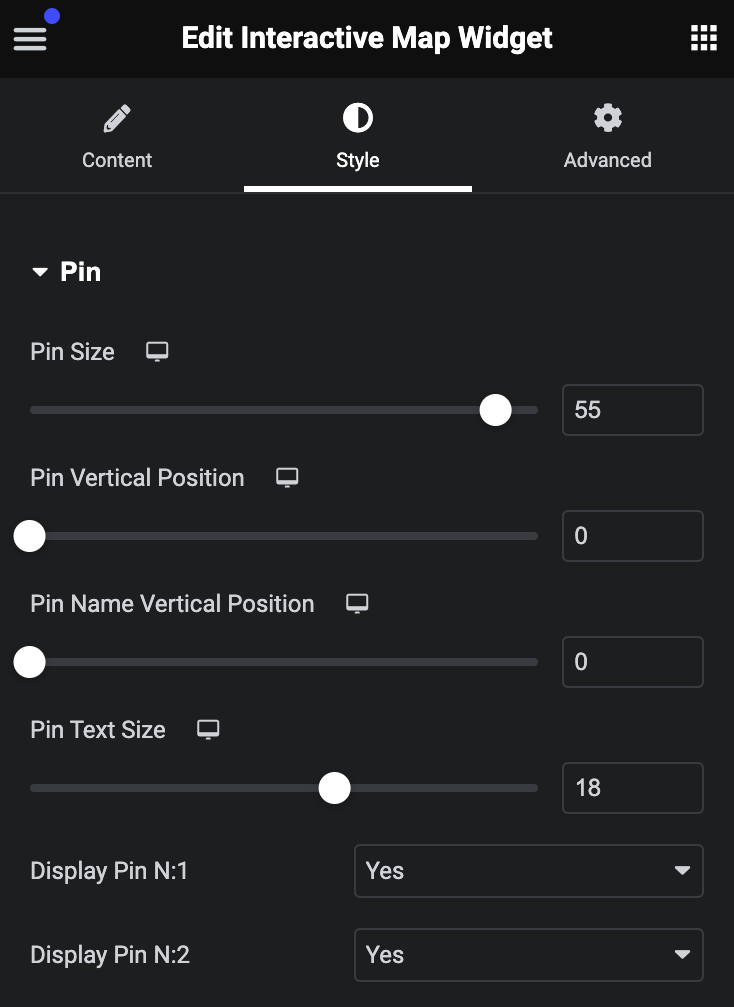 Edit Interactive Map Widget
Content Style Advanced
Pin
Pin Size
55
Pin Vertical Position
0
Pin Name Vertical Position
0
Pin Text Size
18
Display Pin N:1 Yes
Display Pin N:2 Yes